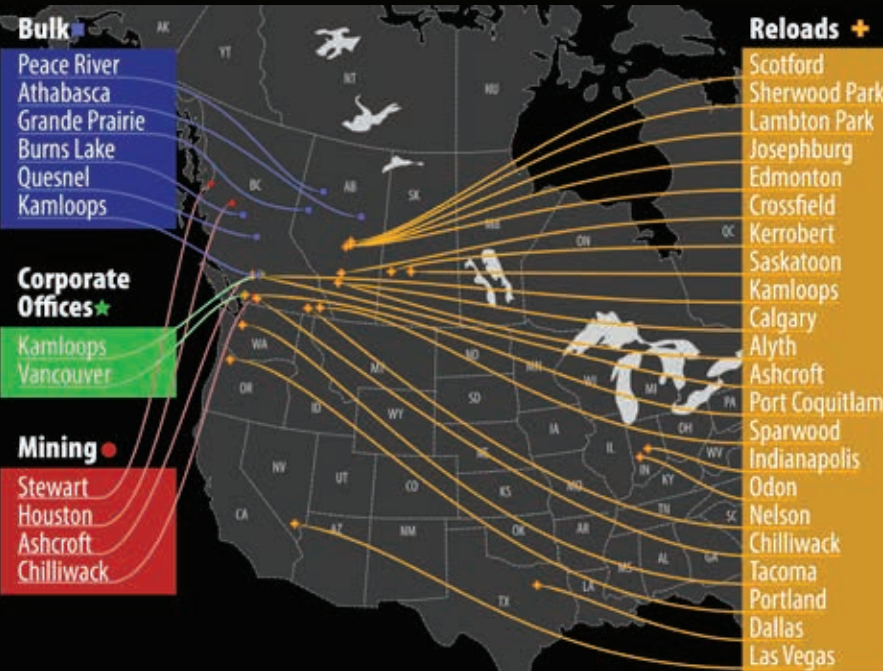 Bulk
Peace River
Athabasca
Grande Prairie
Burns Lake
Quesnel
Kamloops
Corporate
Offices
Kamloops
Vancouver
Mining
Stewart
Houston
Ashcroft
Chilliwack
AK
YT
NT
NU
BC
AB
SK
MB
ON
QC
WA
OR
ID
MT
WY
ND
SD
MN
WI
MI
PA
OH
WV
IN
IL
IA
NE
NV
UT
CO
KS
MO
KY
TN
SC
CA
AZ
NM
OK
AR
MS
AL
GA
TX
LA
Reloads
Scotford
Sherwood Park
Lambton Park
Josephburg
Edmonton
Crossfield
Kerrobert
Saskatoon
Kamloops
Calgary
Alyth
Ashcroft
Port Coquitlam
Sparwood
Indianapolis
Odon
Nelson
Chilliwack
Tacoma
Portland
Dallas
Las Vegas